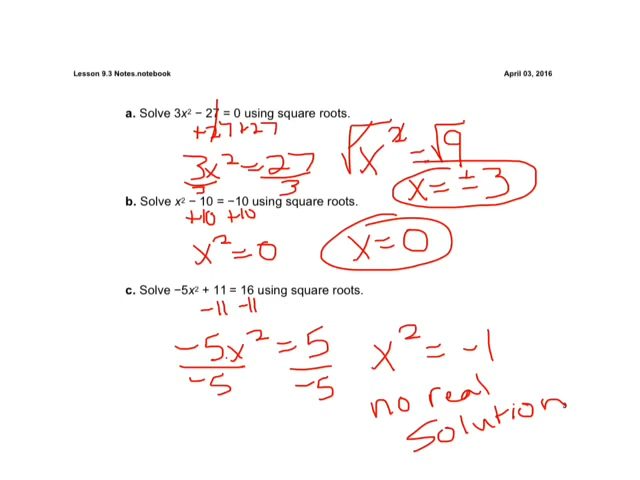 Lesson 9.3 Notes.notebook April 03, 2016
a. Solve 3x² − 27 = 0 using square roots.
+27 +27
√x² = √9
3x² = 27
3 3
x = ± 3
b. Solve x² − 10 = −10 using square roots.
+10 +10
x² = 0 x = 0
c. Solve −5x² + 11 = 16 using square roots.
−11 −11
−5x² = 5 x² = −1
−5 −5
no real
solution